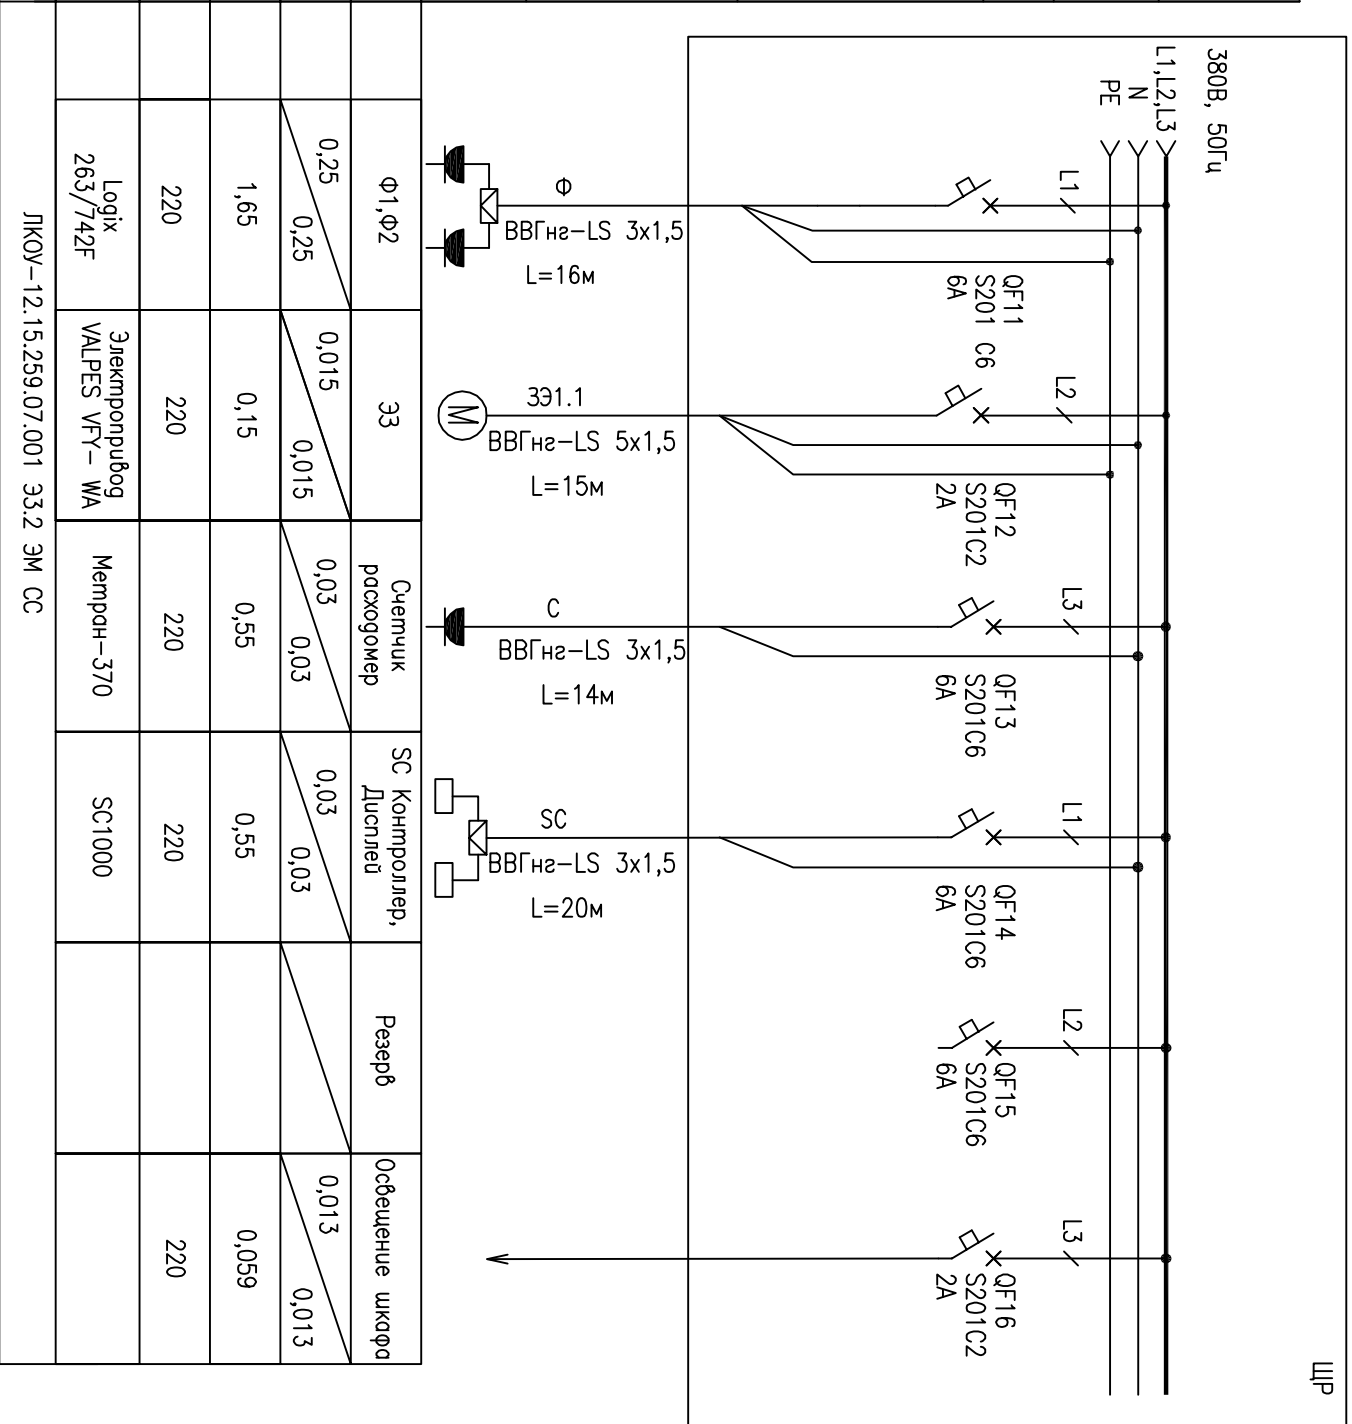 ЩР
380В, 50Гц
L1,L2,L3
N
PE
L1
QF11
S201 C6
6А
L2
QF12
S201C2
2А
L3
QF13
S201C6
6А
L1
QF14
S201C6
6А
L2
QF15
S201C6
6А
L3
QF16
S201C2
2А
Ф
ВВГнг-LS 3x1,5
L=16м
ЗЭ1.1
ВВГнг-LS 5x1,5
L=15м
С
ВВГнг-LS 3x1,5
L=14м
SC
ВВГнг-LS 3x1,5
L=20м
Ф1,Ф2
ЭЗ
Счетчик
расходомер
SC Контроллер,
Дисплей
Резерв
Освещение шкафа
0,25
0,25
0,015
0,015
0,03
0,03
0,03
0,03
0,013
0,013
1,65
0,15
0,55
0,55
0,059
220
220
220
220
220
Logix
263/742F
Электропривод
VALPES VFY- WA
Метран-370
SC1000
ЛКОУ-12.15.259.07.001 ЭЗ.2 ЭМ СС
M